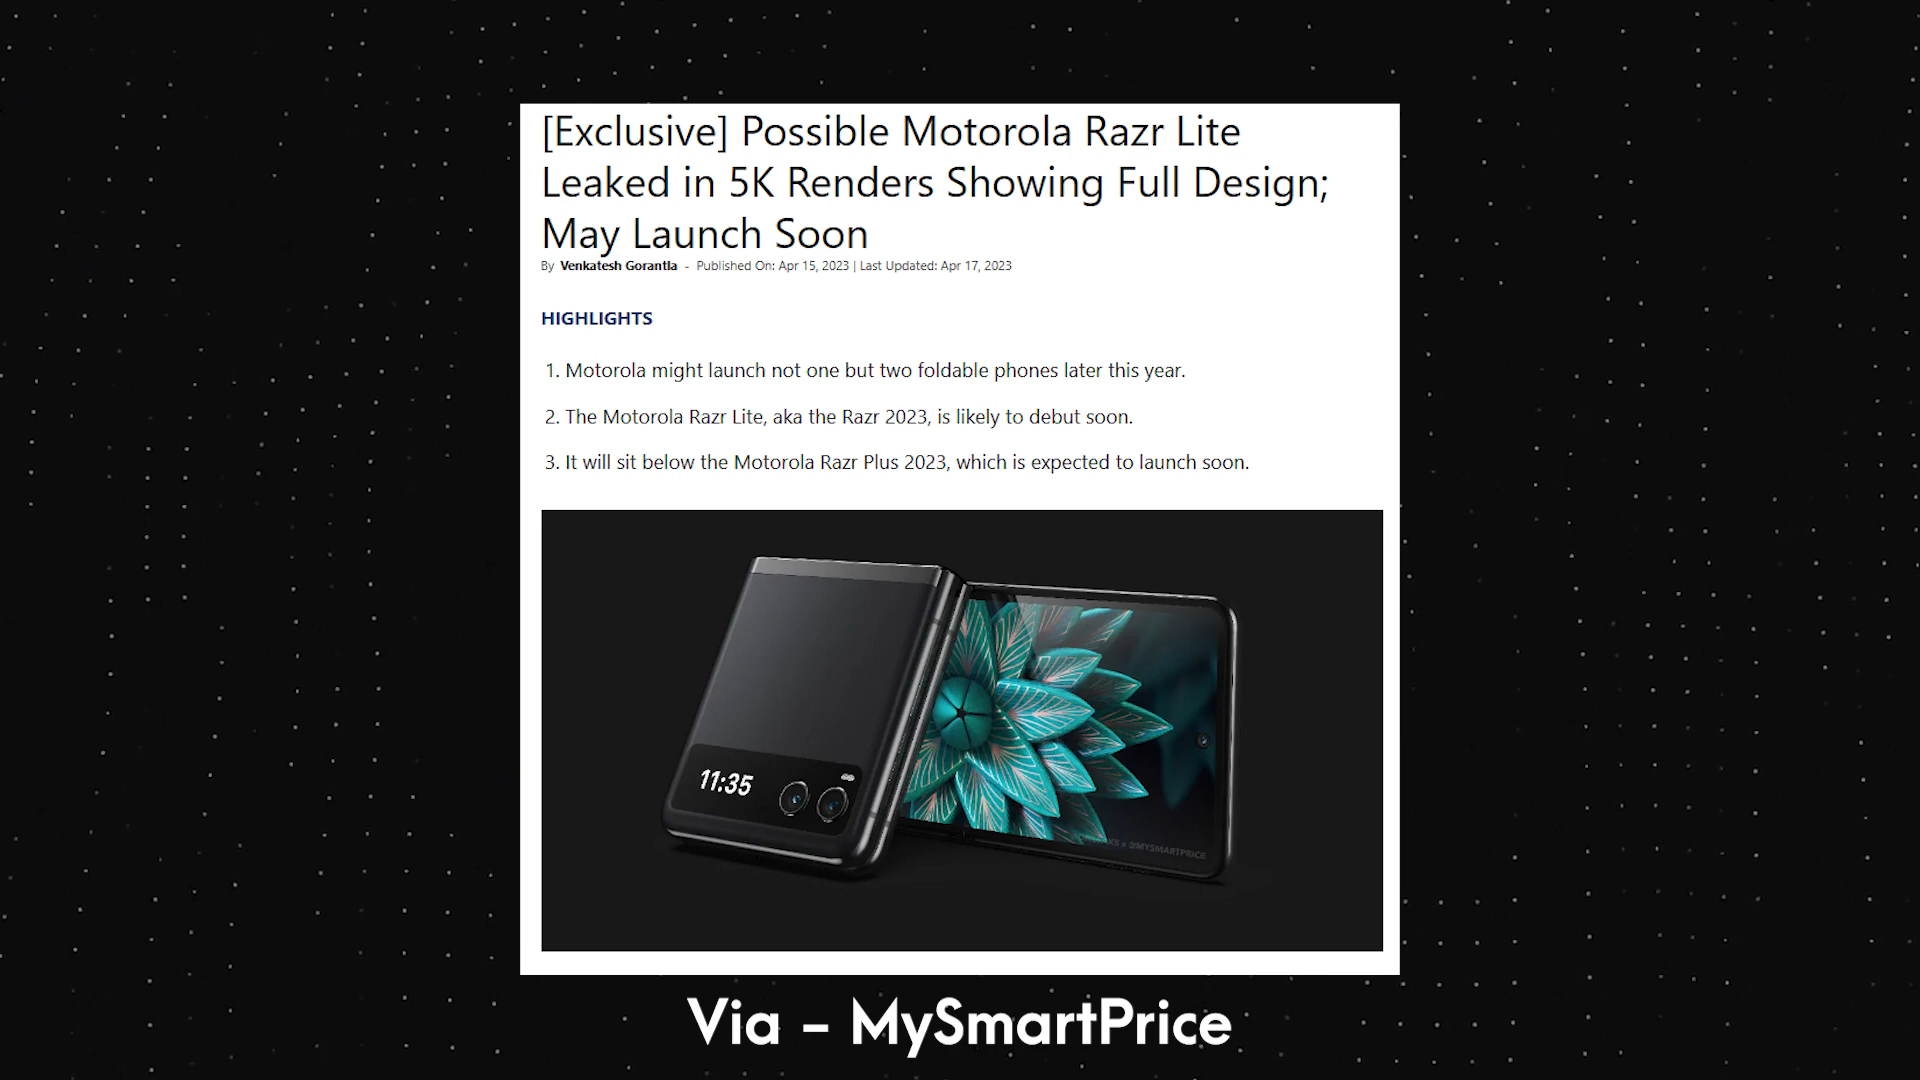 [Exclusive] Possible Motorola Razr Lite
Leaked in 5K Renders Showing Full Design;
May Launch Soon
By Venkatesh Gorantla - Published On: Apr 15, 2023 | Last Updated: Apr 17, 2023
HIGHLIGHTS
1. Motorola might launch not one but two foldable phones later this year.
2. The Motorola Razr Lite, aka the Razr 2023, is likely to debut soon.
3. It will sit below the Motorola Razr Plus 2023, which is expected to launch soon.
11:35
x @MYSMARTPRICE
Via - MySmartPrice